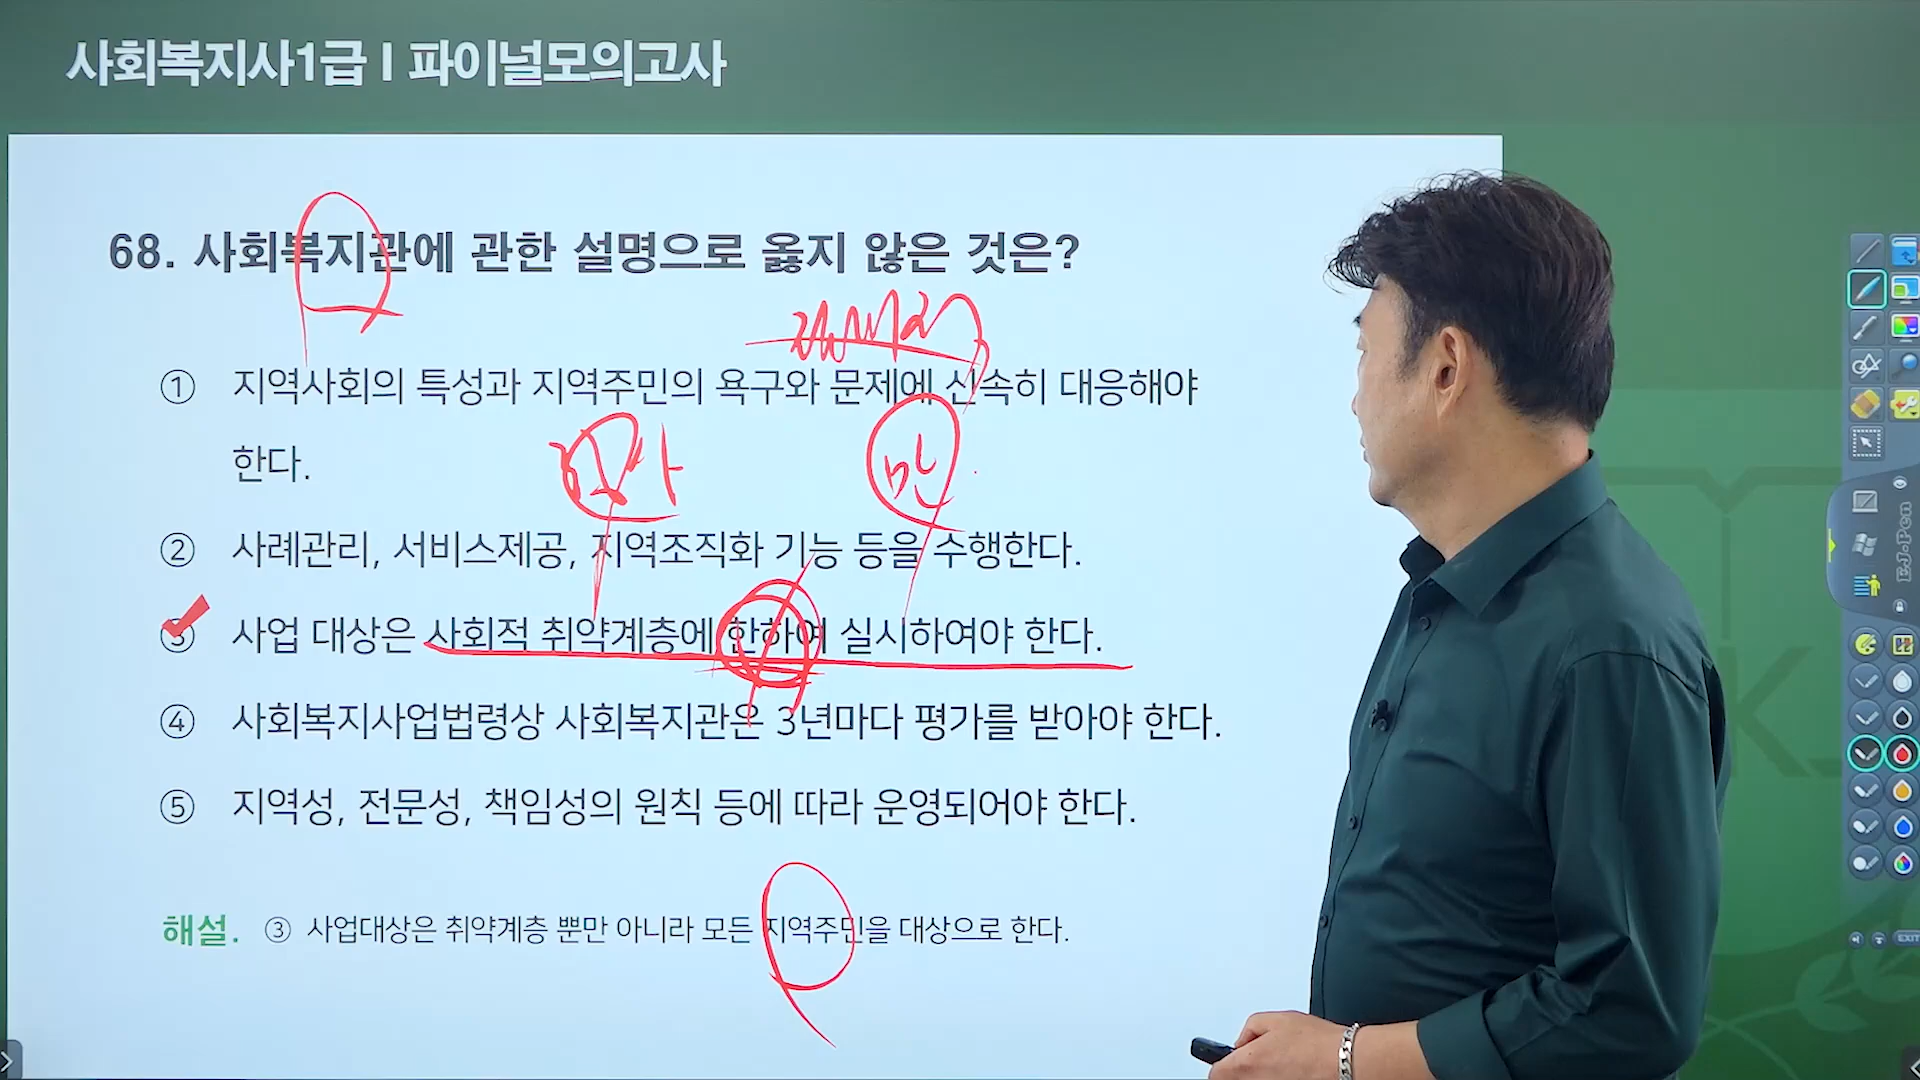 사회복지사1급 I 파이널모의고사
68. 사회복지관에 관한 설명으로 옳지 않은 것은?
① 지역사회의 특성과 지역주민의 욕구와 문제에 신속히 대응해야
한다.
② 사례관리, 서비스제공, 지역조직화 기능 등을 수행한다.
③ 사업 대상은 사회적 취약계층에 한하여 실시하여야 한다.
④ 사회복지사업법령상 사회복지관은 3년마다 평가를 받아야 한다.
⑤ 지역성, 전문성, 책임성의 원칙 등에 따라 운영되어야 한다.
해설. ③ 사업대상은 취약계층 뿐만 아니라 모든 지역주민을 대상으로 한다.
EJ-Pen
EXIT